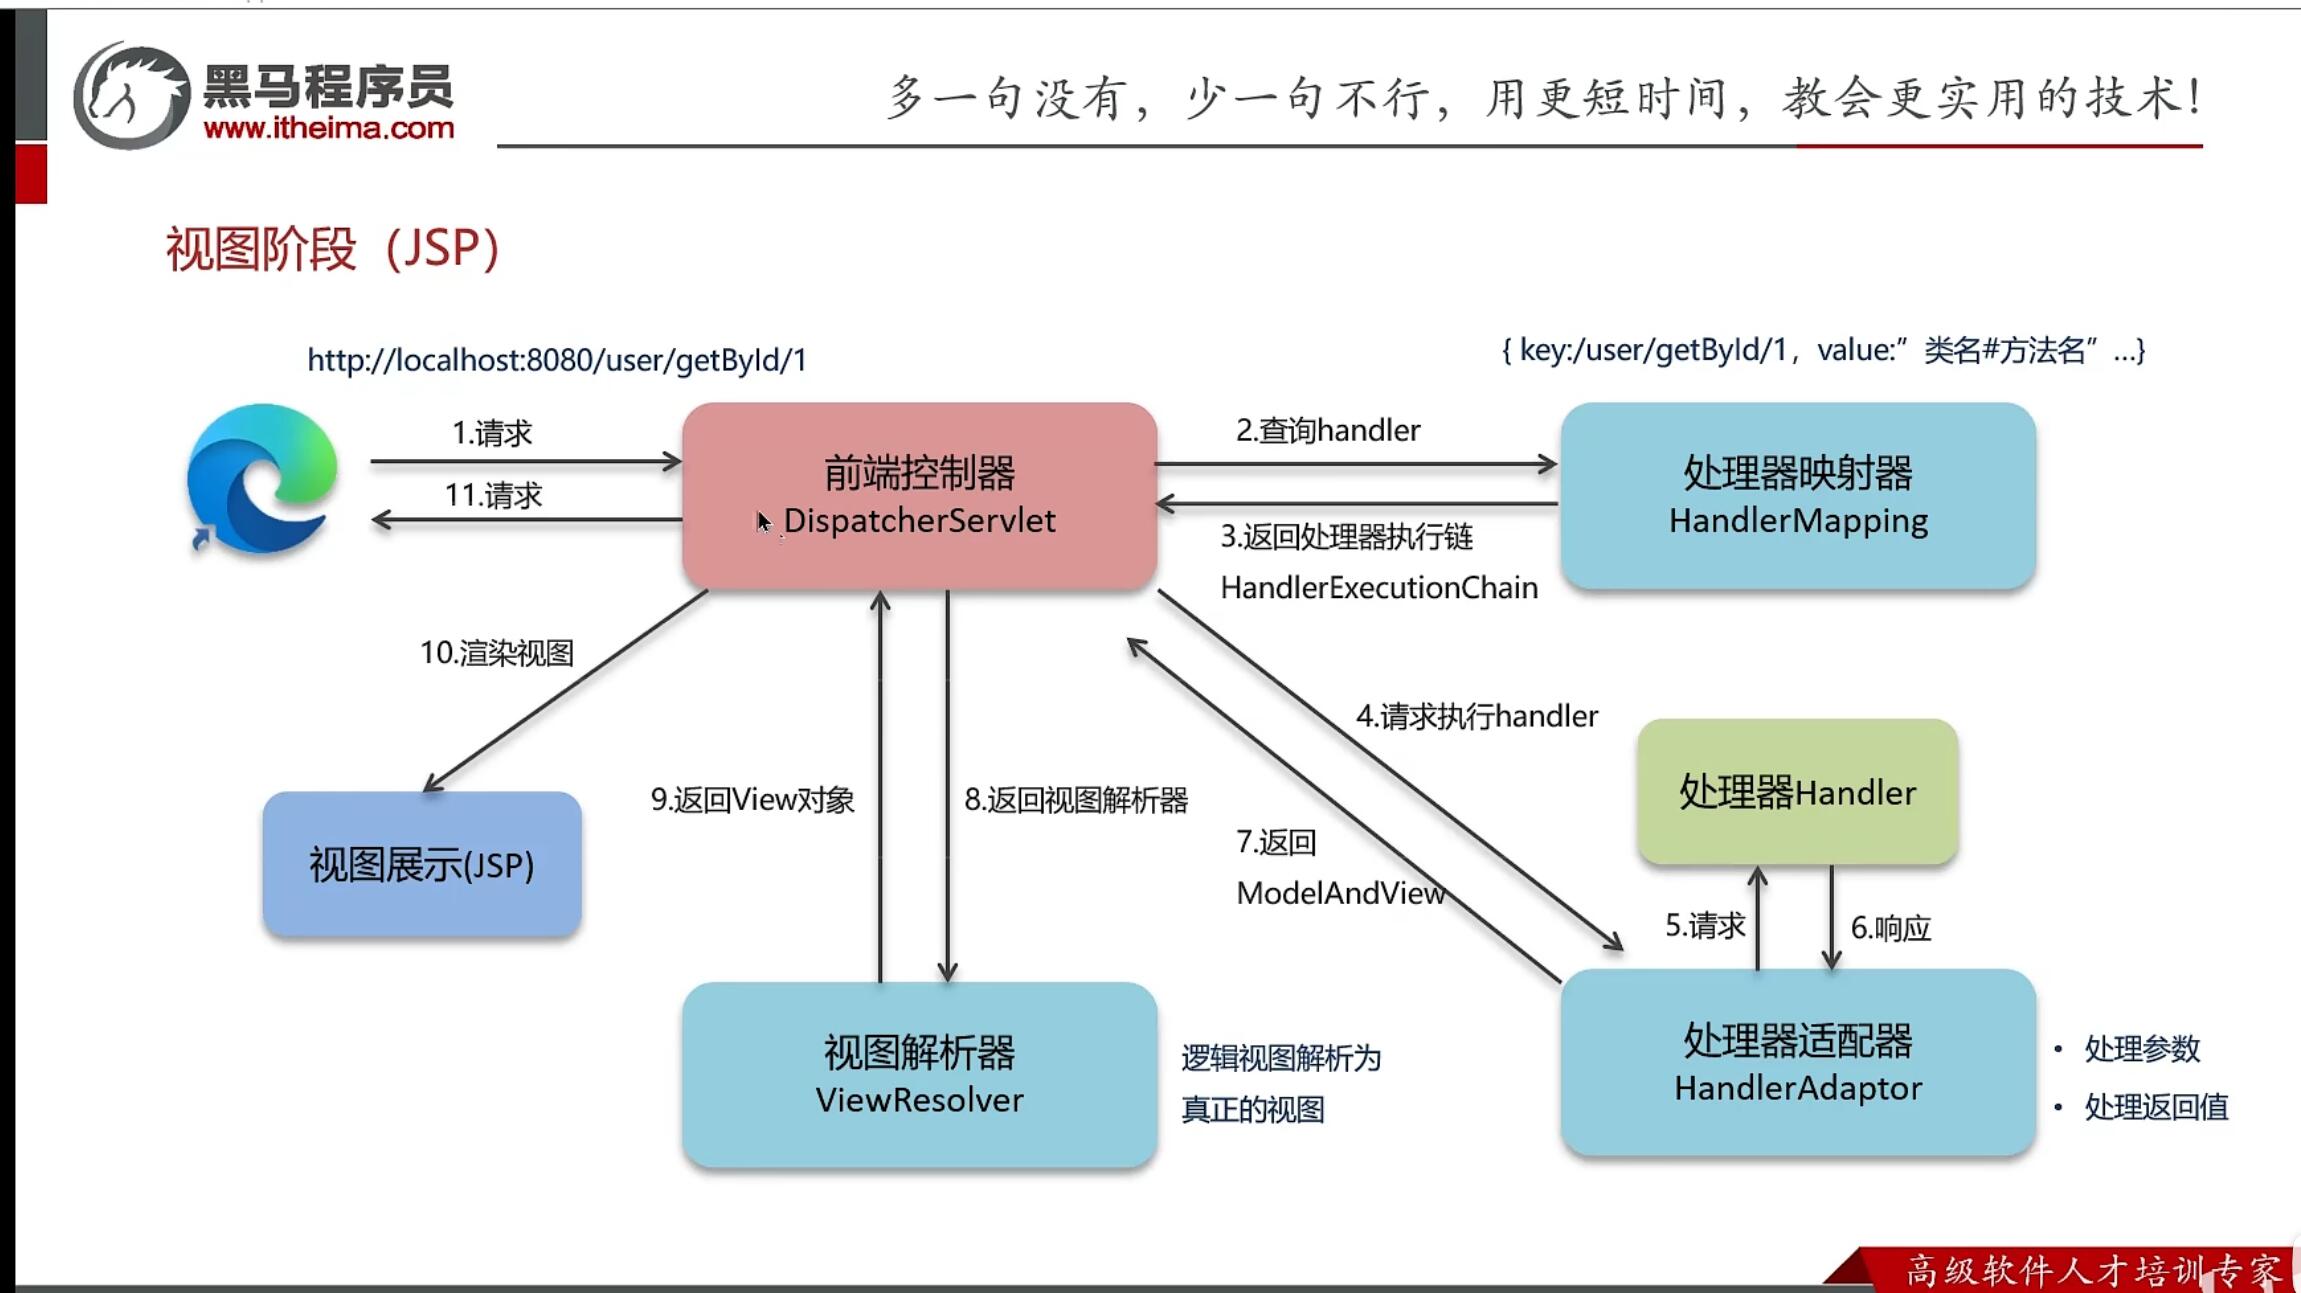 黑马程序员
www.itheima.com
多一句没有，少一句不行，用更短时间，教会更实用的技术！
视图阶段（JSP）
http://localhost:8080/user/getById/1
{ key:/user/getById/1，value:”类名#方法名”...}
1.请求
11.请求
前端控制器
DispatcherServlet
2.查询handler
3.返回处理器执行链
HandlerExecutionChain
处理器映射器
HandlerMapping
10.渲染视图
4.请求执行handler
处理器Handler
9.返回View对象
8.返回视图解析器
7.返回
ModelAndView
视图展示(JSP)
5.请求
6.响应
视图解析器
ViewResolver
逻辑视图解析为
真正的视图
处理器适配器
HandlerAdaptor
• 处理参数
• 处理返回值
高级软件人才培训专家